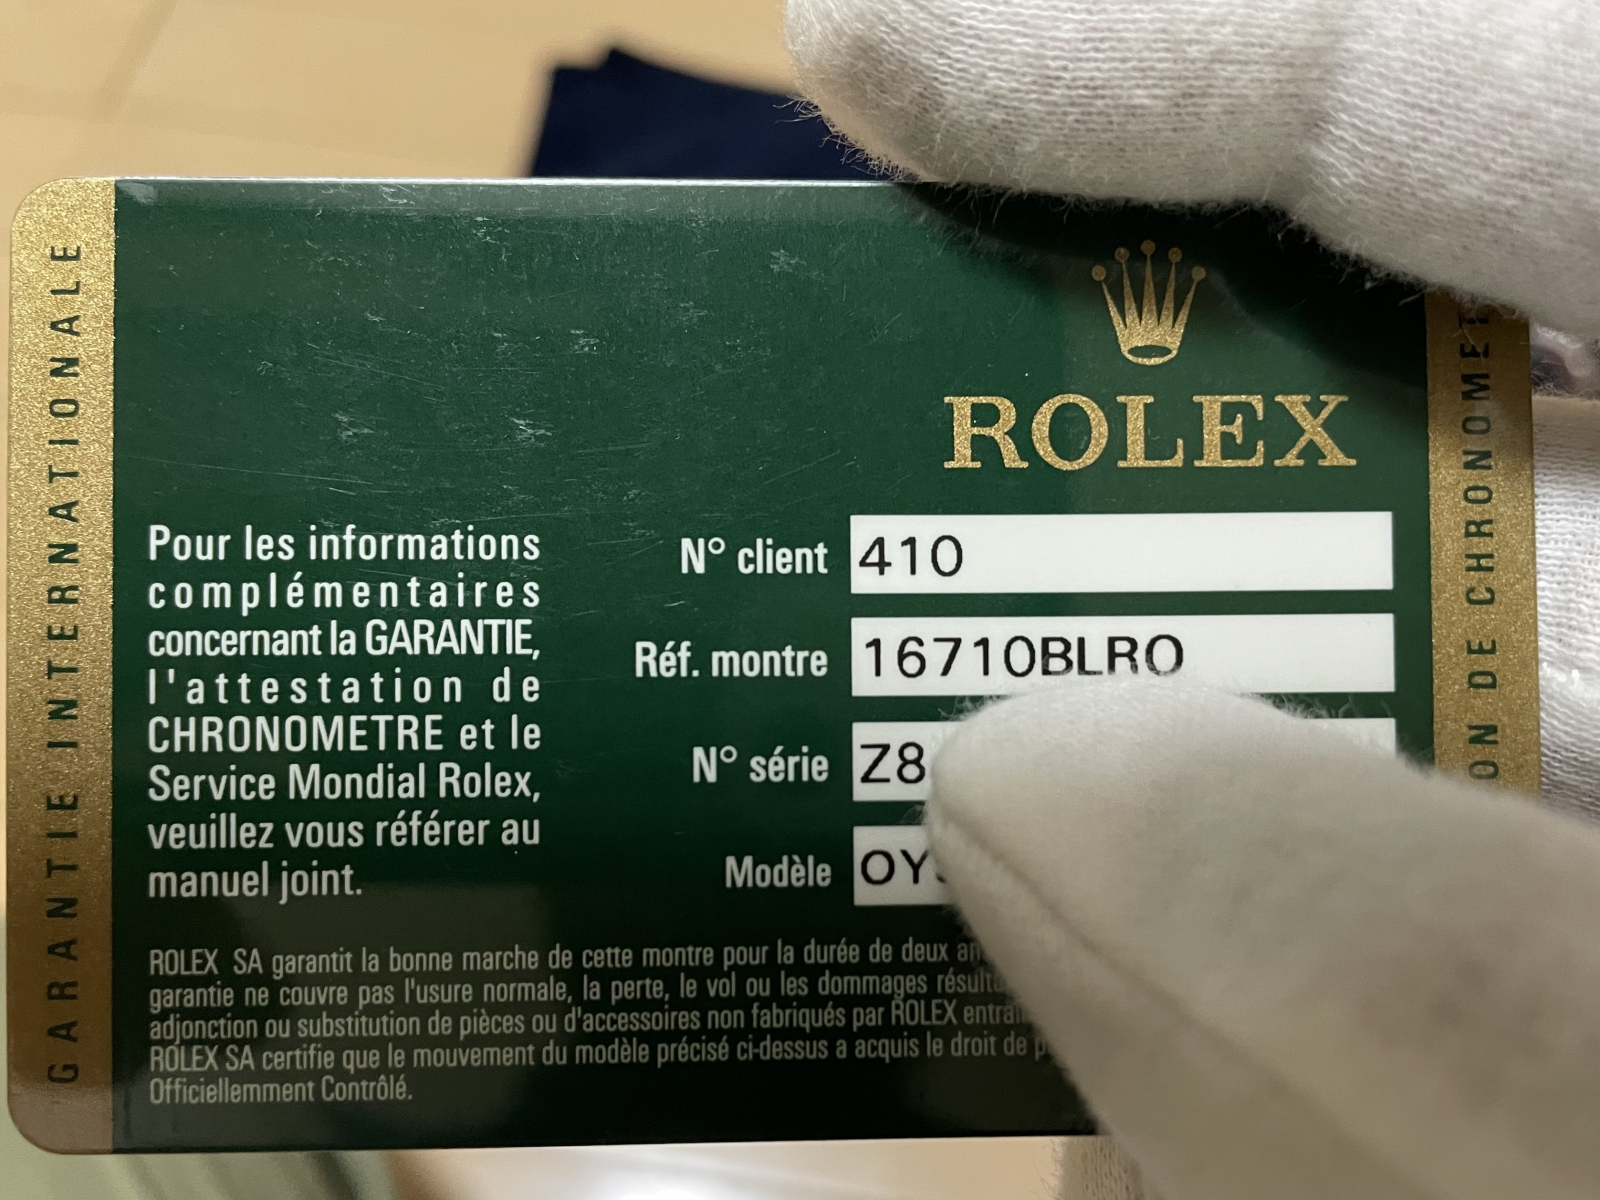 GARANTIE INTERNATIONALE
ROLEX
Pour les informations
complémentaires
concernant la GARANTIE,
l'attestation de
CHRONOMETRE et le
Service Mondial Rolex,
veuillez vous référer au
manuel joint.
N° client 410
Réf. montre 16710BLRO
N° série Z8
Modèle OY
ROLEX SA garantit la bonne marche de cette montre pour la durée de deux
garantie ne couvre pas l'usure normale, la perte, le vol ou les dommages
adjonction ou substitution de pièces ou d'accessoires non fabriqués par ROLEX
ROLEX SA certifie que le mouvement du modèle précisé ci-dessus a acquis le droit de
Officiellemment Contrôlé.
ON DE CHRONOMET